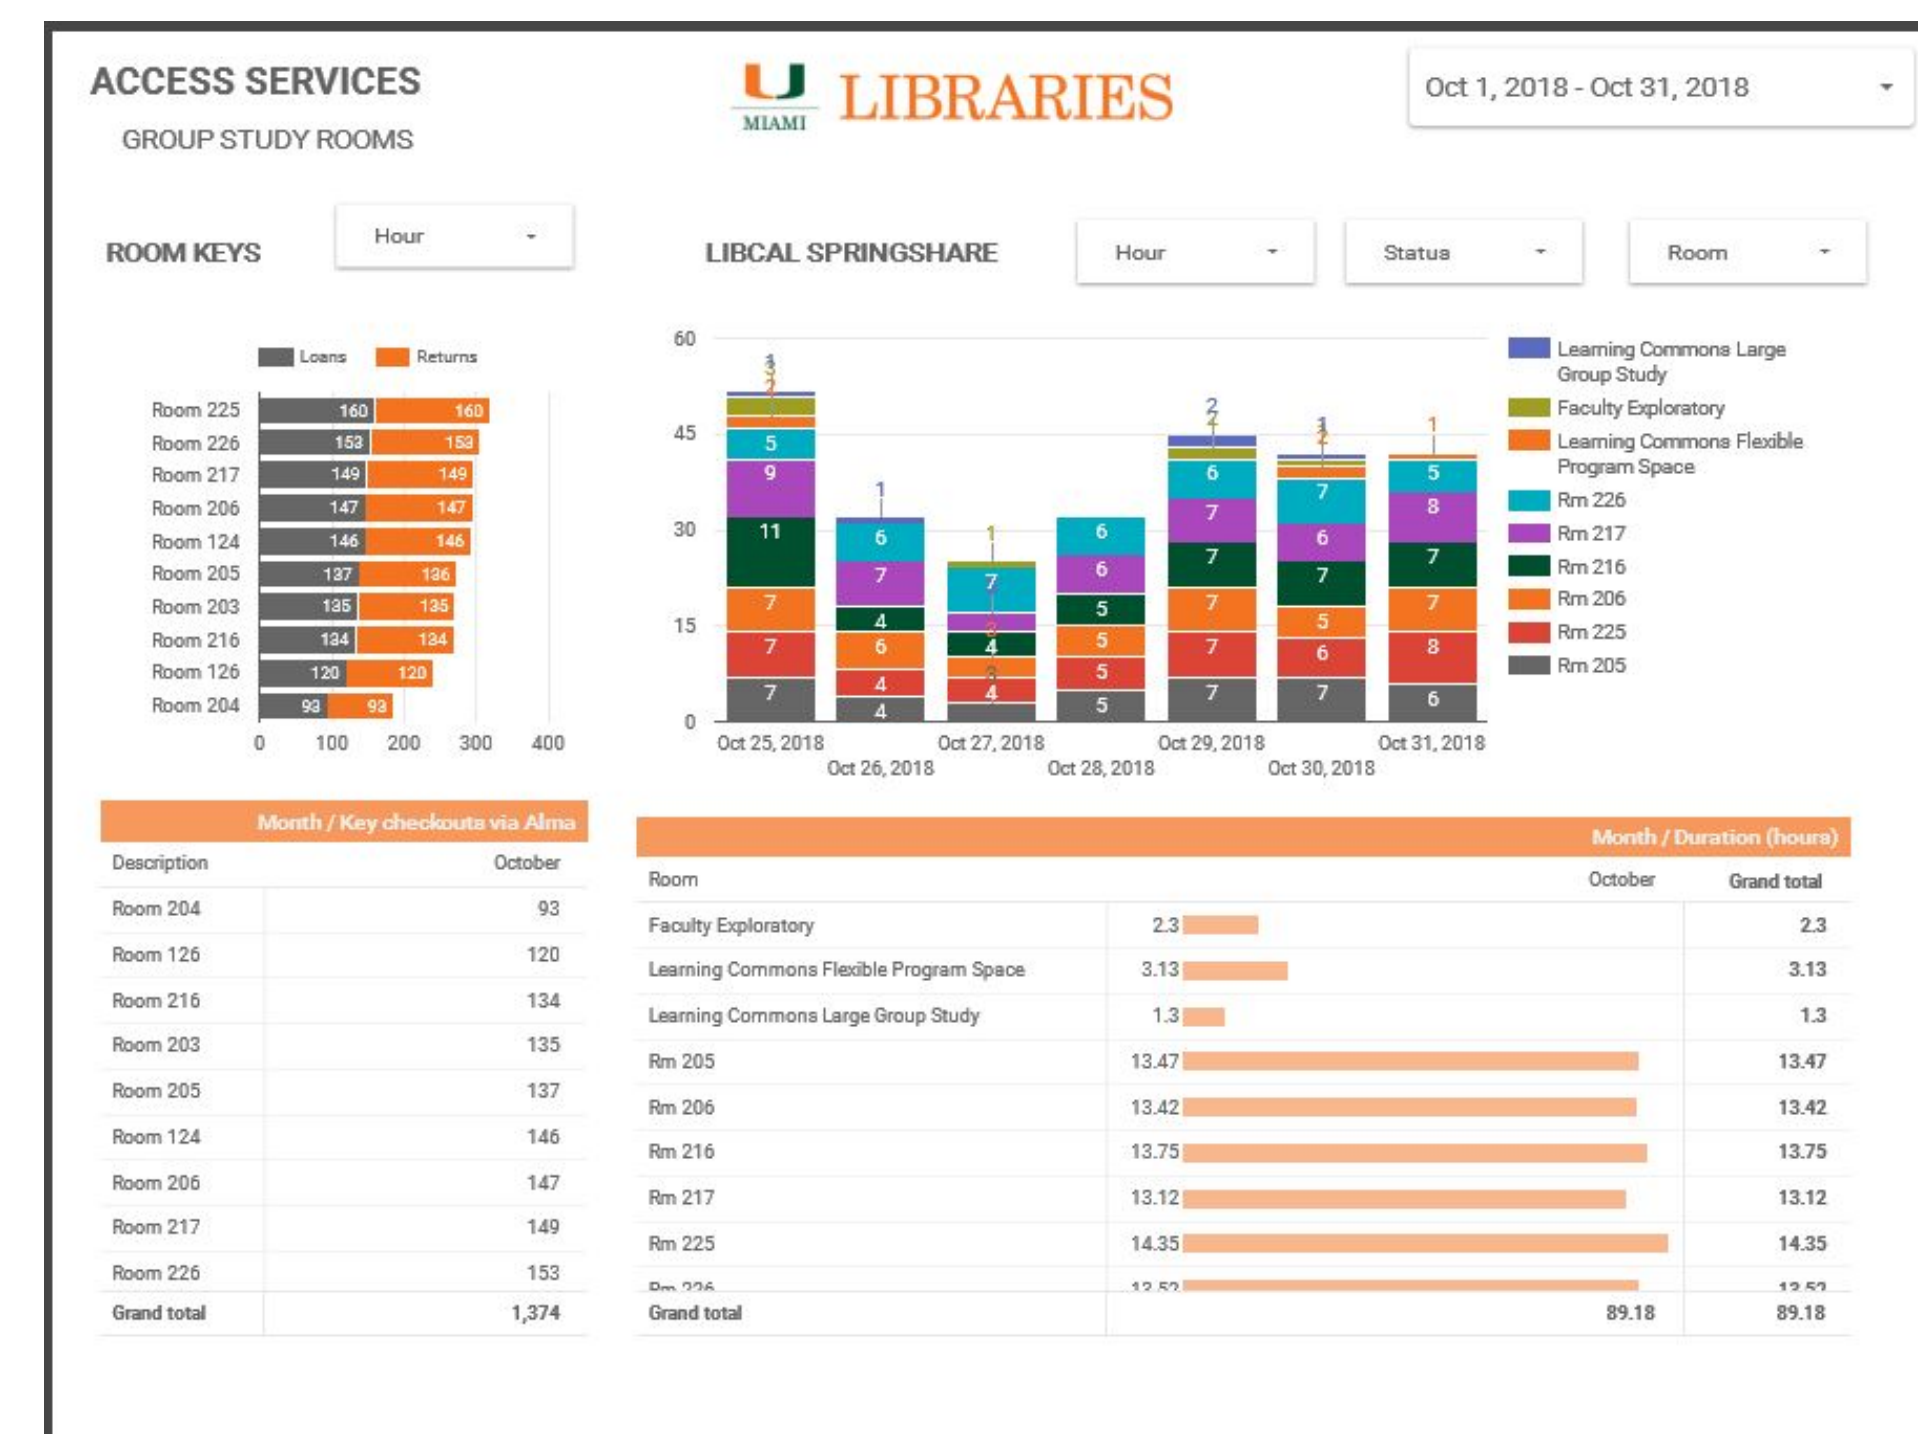 ACCESS SERVICES
GROUP STUDY ROOMS
U
MIAMI
LIBRARIES
Oct 1, 2018 - Oct 31, 2018
ROOM KEYS
Hour
LIBCAL SPRINGSHARE
Hour
Status
Room
Loans Returns
Room 225 160 160
Room 226 153 153
Room 217 149 149
Room 206 147 147
Room 124 146 146
Room 205 137 136
Room 203 135 135
Room 216 134 134
Room 126 120 120
Room 204 93 93
0 100 200 300 400
60
45
30
15
0
1
3
2
5
9
11
7
7
7
1
6
7
4
6
4
4
1
7
3
4
4
6
6
5
5
5
5
2
6
7
7
7
7
7
1
2
7
6
7
5
6
7
1
5
8
7
7
8
6
Oct 25, 2018 Oct 27, 2018 Oct 29, 2018 Oct 31, 2018
Oct 26, 2018 Oct 28, 2018 Oct 30, 2018
Learning Commons Large
Group Study
Faculty Exploratory
Learning Commons Flexible
Program Space
Rm 226
Rm 217
Rm 216
Rm 206
Rm 225
Rm 205
Month / Key checkouts via Alma
Description October
Room 204 93
Room 126 120
Room 216 134
Room 203 135
Room 205 137
Room 124 146
Room 206 147
Room 217 149
Room 226 153
Grand total 1,374
Month / Duration (hours)
Room October Grand total
Faculty Exploratory 2.3 2.3
Learning Commons Flexible Program Space 3.13 3.13
Learning Commons Large Group Study 1.3 1.3
Rm 205 13.47 13.47
Rm 206 13.42 13.42
Rm 216 13.75 13.75
Rm 217 13.12 13.12
Rm 225 14.35 14.35
Rm 226 13.52 13.52
Grand total 89.18 89.18